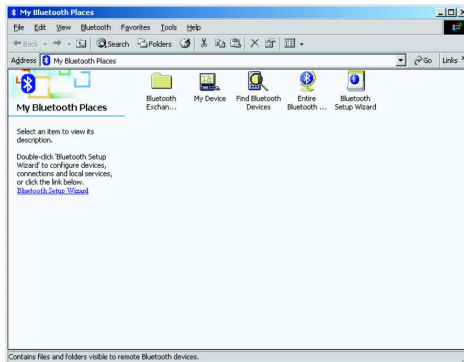 My Bluetooth Places
File Edit View Bluetooth Favorites Tools Help
Back Search Folders
Address My Bluetooth Places Go Links
My Bluetooth Places
Select an item to view its
description.
Double-click 'Bluetooth Setup
Wizard' to configure devices,
connections and local services,
or click the link below.
Bluetooth Setup Wizard
Bluetooth
Exchan...
My Device
Find Bluetooth
Devices
Entire
Bluetooth ...
Bluetooth
Setup Wizard
Contains files and folders visible to remote Bluetooth devices.